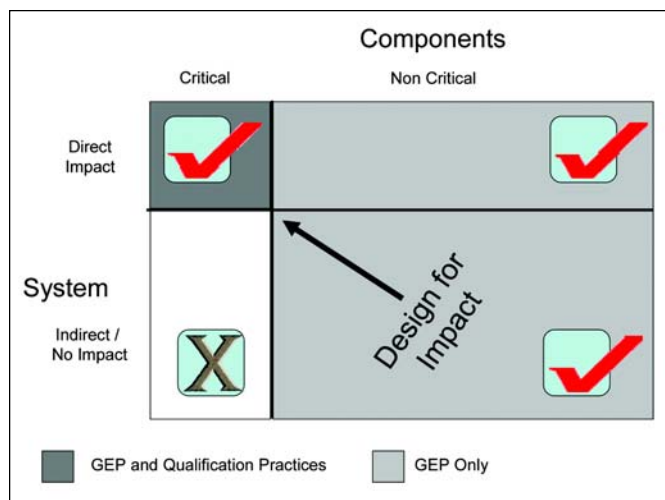 Components
Critical
Non Critical
Direct
Impact
System
Indirect /
No Impact
X
Design for
Impact
GEP and Qualification Practices
GEP Only